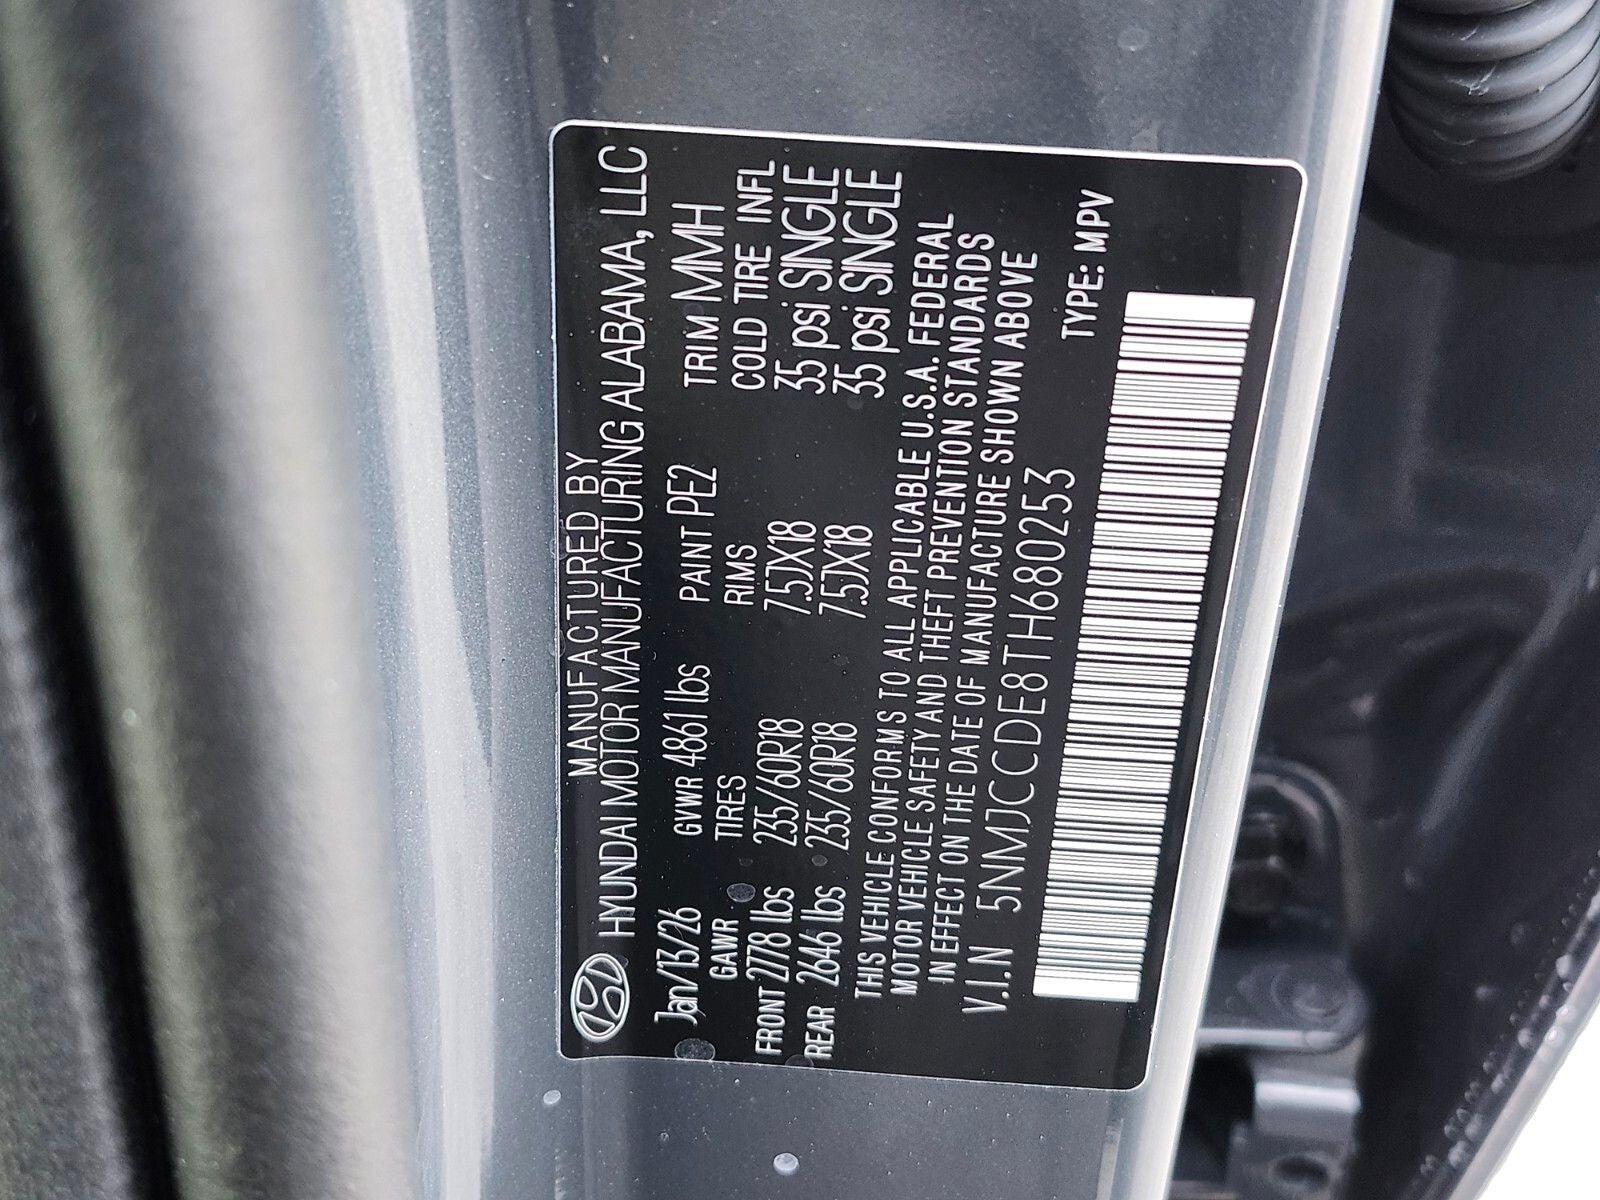 MANUFACTURED BY
HYUNDAI MOTOR MANUFACTURING ALABAMA, LLC
Jan/13/26 GVWR 4861 lbs PAINT PE2 TRIM MMH
GAWR TIRES RIMS COLD TIRE INFL
FRONT 2778 lbs 235/60R18 7.5JX18 35 psi SINGLE
REAR 2646 lbs 235/60R18 7.5JX18 35 psi SINGLE
THIS VEHICLE CONFORMS TO ALL APPLICABLE U.S.A. FEDERAL
MOTOR VEHICLE SAFETY AND THEFT PREVENTION STANDARDS
IN EFFECT ON THE DATE OF MANUFACTURE SHOWN ABOVE
V.I.N 5NMJCCDE8TH680253
TYPE: MPV